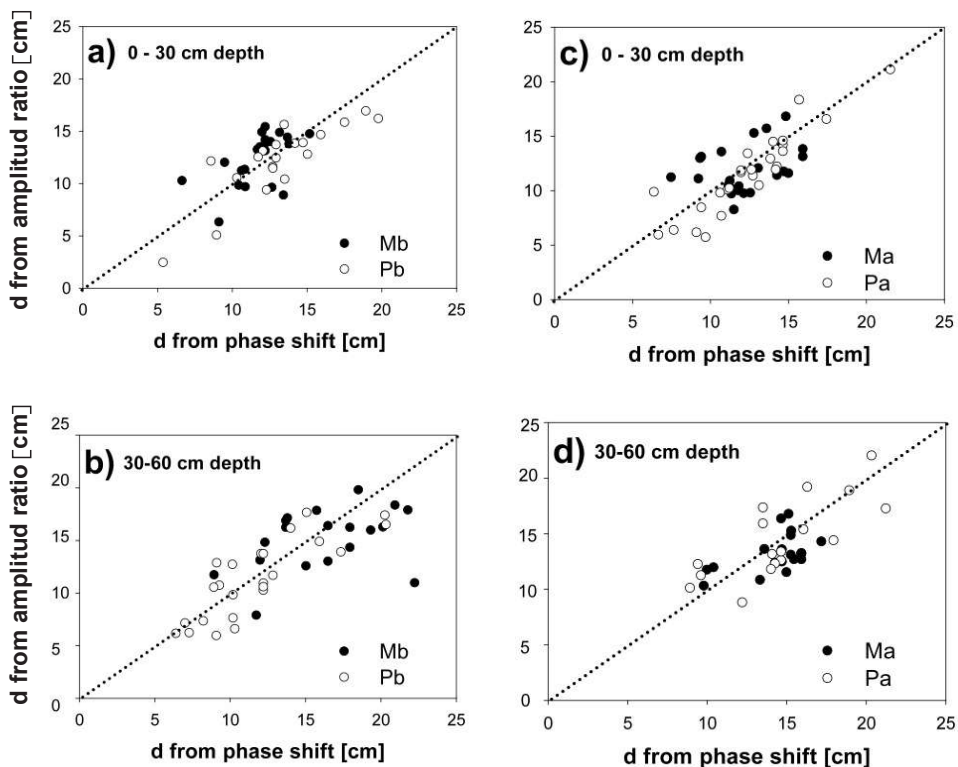 a) 0 - 30 cm depth
d from amplitud ratio [cm]
25
20
15
10
5
0
Mb
Pb
0 5 10 15 20 25
d from phase shift [cm]
c) 0 - 30 cm depth
25
20
15
10
5
0
Ma
Pa
0 5 10 15 20 25
d from phase shift [cm]
b) 30-60 cm depth
d from amplitud ratio [cm]
25
20
15
10
5
0
Mb
Pb
0 5 10 15 20 25
d from phase shift [cm]
d) 30-60 cm depth
25
20
15
10
5
0
Ma
Pa
0 5 10 15 20 25
d from phase shift [cm]